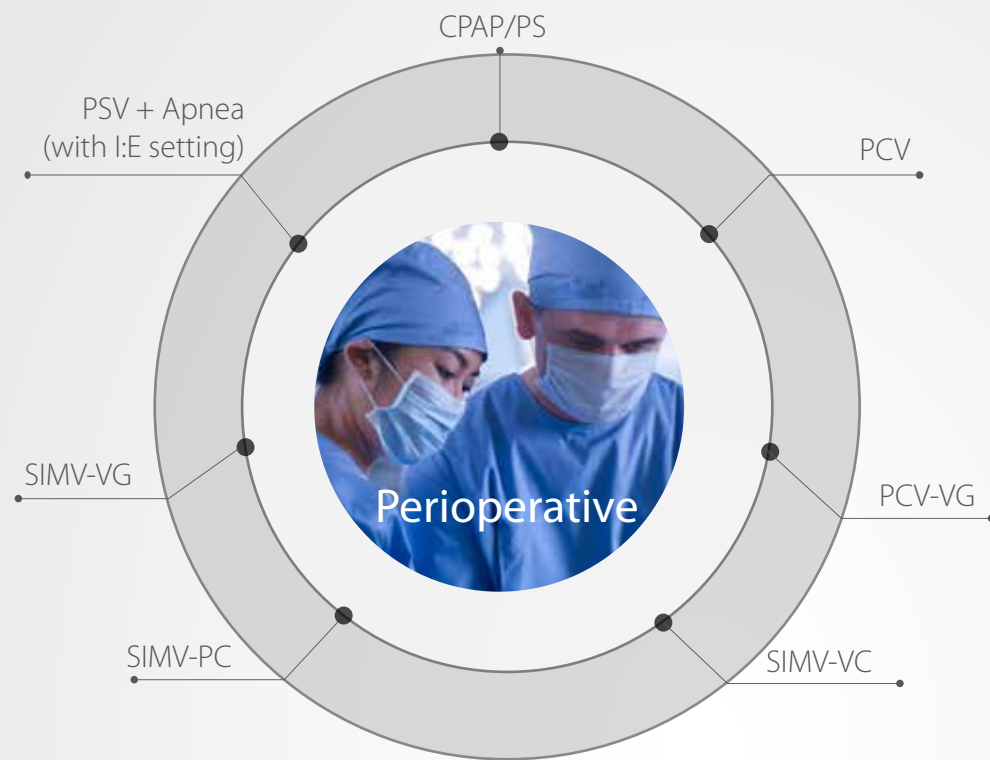 CPAP/PS
PSV + Apnea
(with I:E setting)
PCV
Perioperative
SIMV-VG
PCV-VG
SIMV-PC
SIMV-VC